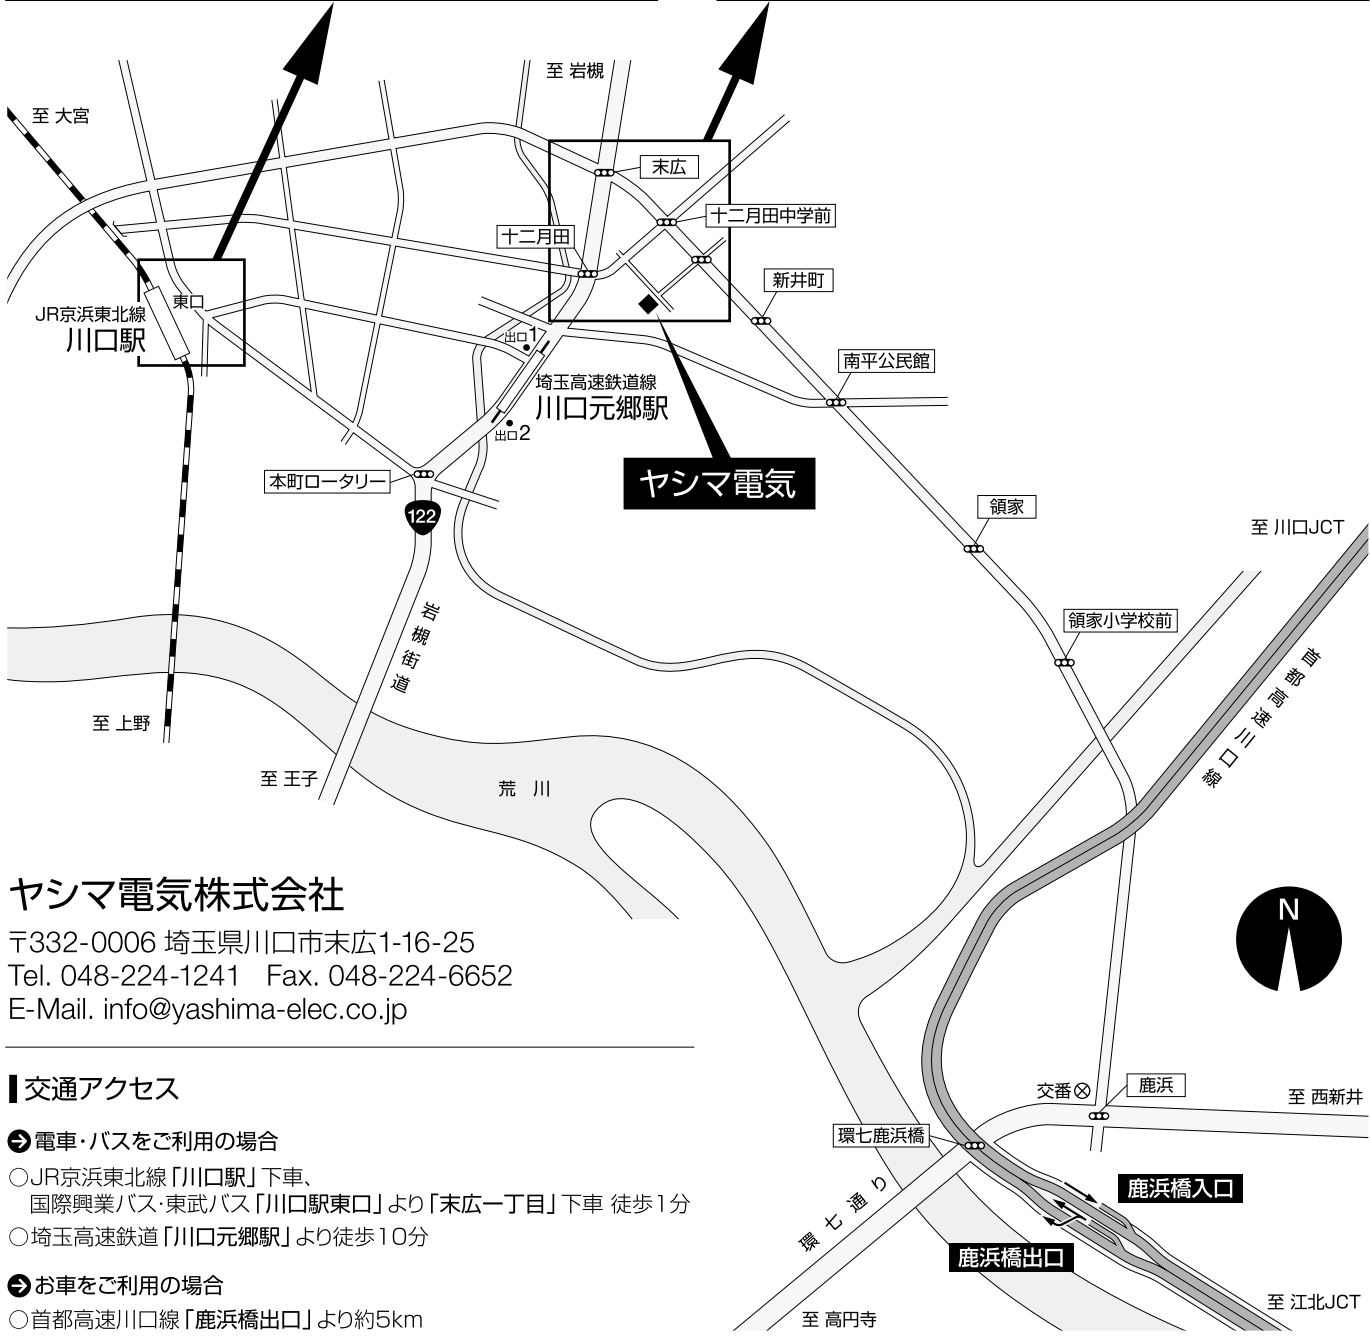 至 岩槻
至 大宮
末広
十二月田中学前
十二月田
新井町
東口
JR京浜東北線
川口駅
出口1
南平公民館
埼玉高速鉄道線
川口元郷駅
出口2
本町ロータリー
ヤシマ電気
122
領家
至 川口JCT
岩槻街道
領家小学校前
首都高速川口線
至 上野
至 王子
荒川
ヤシマ電気株式会社
〒332-0006 埼玉県川口市末広1-16-25
Tel. 048-224-1241 Fax. 048-224-6652
E-Mail. info@yashima-elec.co.jp
N
交通アクセス
電車・バスをご利用の場合
○JR京浜東北線「川口駅」下車、
国際興業バス・東武バス「川口駅東口」より「末広一丁目」下車 徒歩1分
○埼玉高速鉄道「川口元郷駅」より徒歩10分
お車をご利用の場合
○首都高速川口線「鹿浜橋出口」より約5km
交番
鹿浜
至 西新井
環七鹿浜橋
鹿浜橋入口
環七通り
鹿浜橋出口
至 江北JCT
至 高円寺